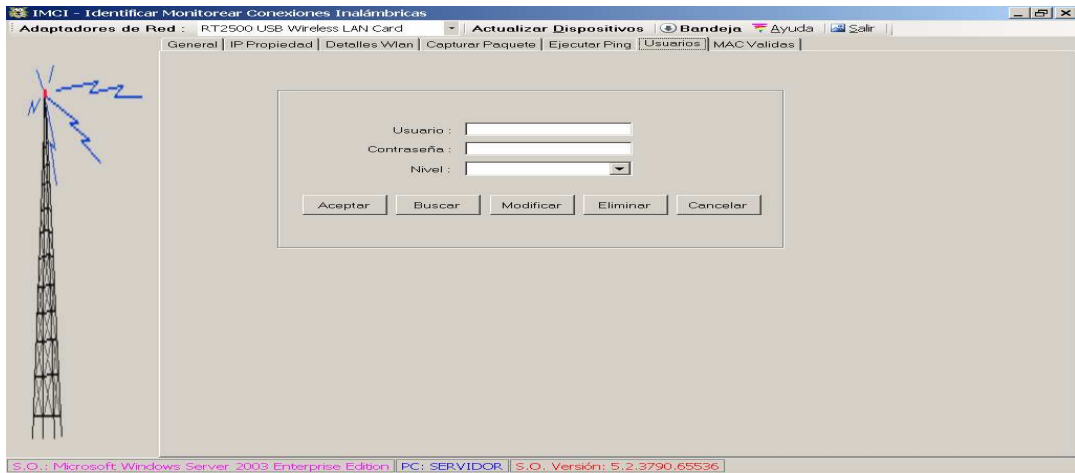 IMCI - Identificar Monitorear Conexiones Inalámbricas
Adaptadores de Red : RT2500 USB Wireless LAN Card Actualizar Dispositivos Bandeja Ayuda Salir
General IP Propiedad Detalles Wlan Capturar Paquete Ejecutar Ping Usuarios MAC Validas
Usuario :
Contraseña :
Nivel :
Aceptar Buscar Modificar Eliminar Cancelar
S.O.: Microsoft Windows Server 2003 Enterprise Edition PC: SERVIDOR S.O. Versión: 5.2.3790.65536